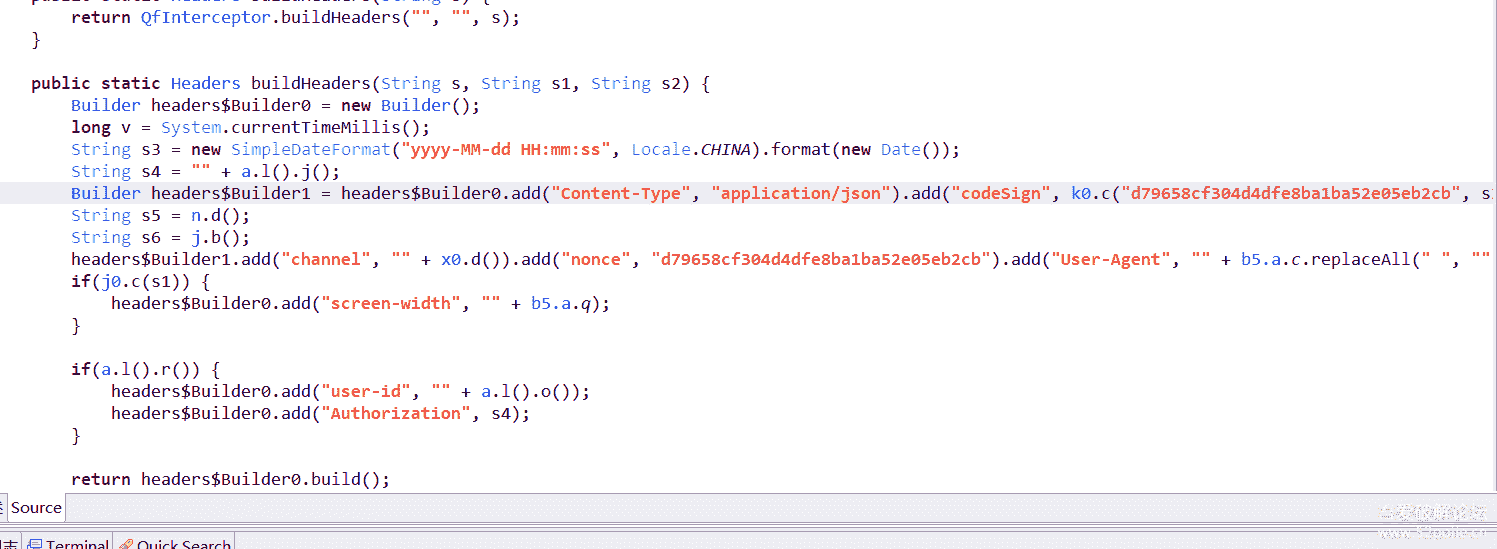 public static Headers buildHeaders(String s) {
return QfInterceptor.buildHeaders("", "", s);
}
public static Headers buildHeaders(String s, String s1, String s2) {
Builder headers$Builder0 = new Builder();
long v = System.currentTimeMillis();
String s3 = new SimpleDateFormat("yyyy-MM-dd HH:mm:ss", Locale.CHINA).format(new Date());
String s4 = "" + a.l().j();
Builder headers$Builder1 = headers$Builder0.add("Content-Type", "application/json").add("codeSign", k0.c("d79658cf304d4dfe8ba1ba52e05eb2cb", s
String s5 = n.d();
String s6 = j.b();
headers$Builder1.add("channel", "" + x0.d()).add("nonce", "d79658cf304d4dfe8ba1ba52e05eb2cb").add("User-Agent", "" + b5.a.c.replaceAll(" ", ""
if(j0.c(s1)) {
headers$Builder0.add("screen-width", "" + b5.a.q);
}
if(a.l().r()) {
headers$Builder0.add("user-id", "" + a.l().o());
headers$Builder0.add("Authorization", s4);
}
return headers$Builder0.build();
Source
Terminal Quick Search